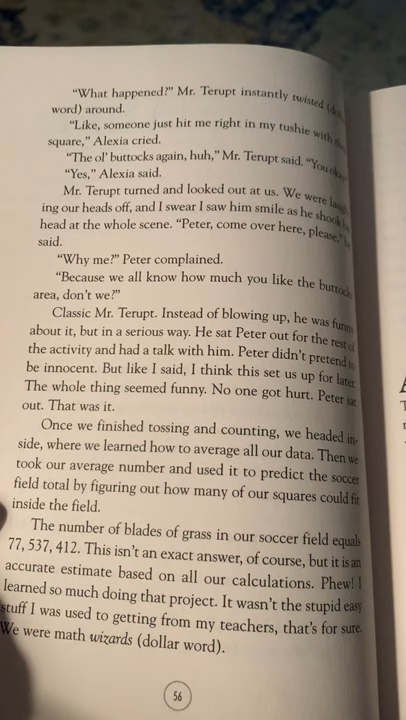 "What happened?" Mr. Terupt instantly twisted
word) around.
"Like, someone just hit me right in my tushie with
square," Alexia cried.
"The ol' buttocks again, huh," Mr. Terupt said. "You
"Yes," Alexia said.
Mr. Terupt turned and looked out at us. We were
ing our heads off, and I swear I saw him smile as he shook
head at the whole scene. "Peter, come over here, please,"
said.
"Why me?" Peter complained.
"Because we all know how much you like the buttocks
area, don't we?"
Classic Mr. Terupt. Instead of blowing up, he was funny
about it, but in a serious way. He sat Peter out for the rest of
the activity and had a talk with him. Peter didn't pretend to
be innocent. But like I said, I think this set us up for later.
The whole thing seemed funny. No one got hurt. Peter sat
out. That was it.
Once we finished tossing and counting, we headed in-
side, where we learned how to average all our data. Then we
took our average number and used it to predict the soccer
field total by figuring out how many of our squares could fit
inside the field.
The number of blades of grass in our soccer field equals
77,537,412. This isn't an exact answer, of course, but it is an
accurate estimate based on all our calculations. Phew! I
learned so much doing that project. It wasn't the stupid easy
stuff I was used to getting from my teachers, that's for sure.
We were math wizards (dollar word).
56